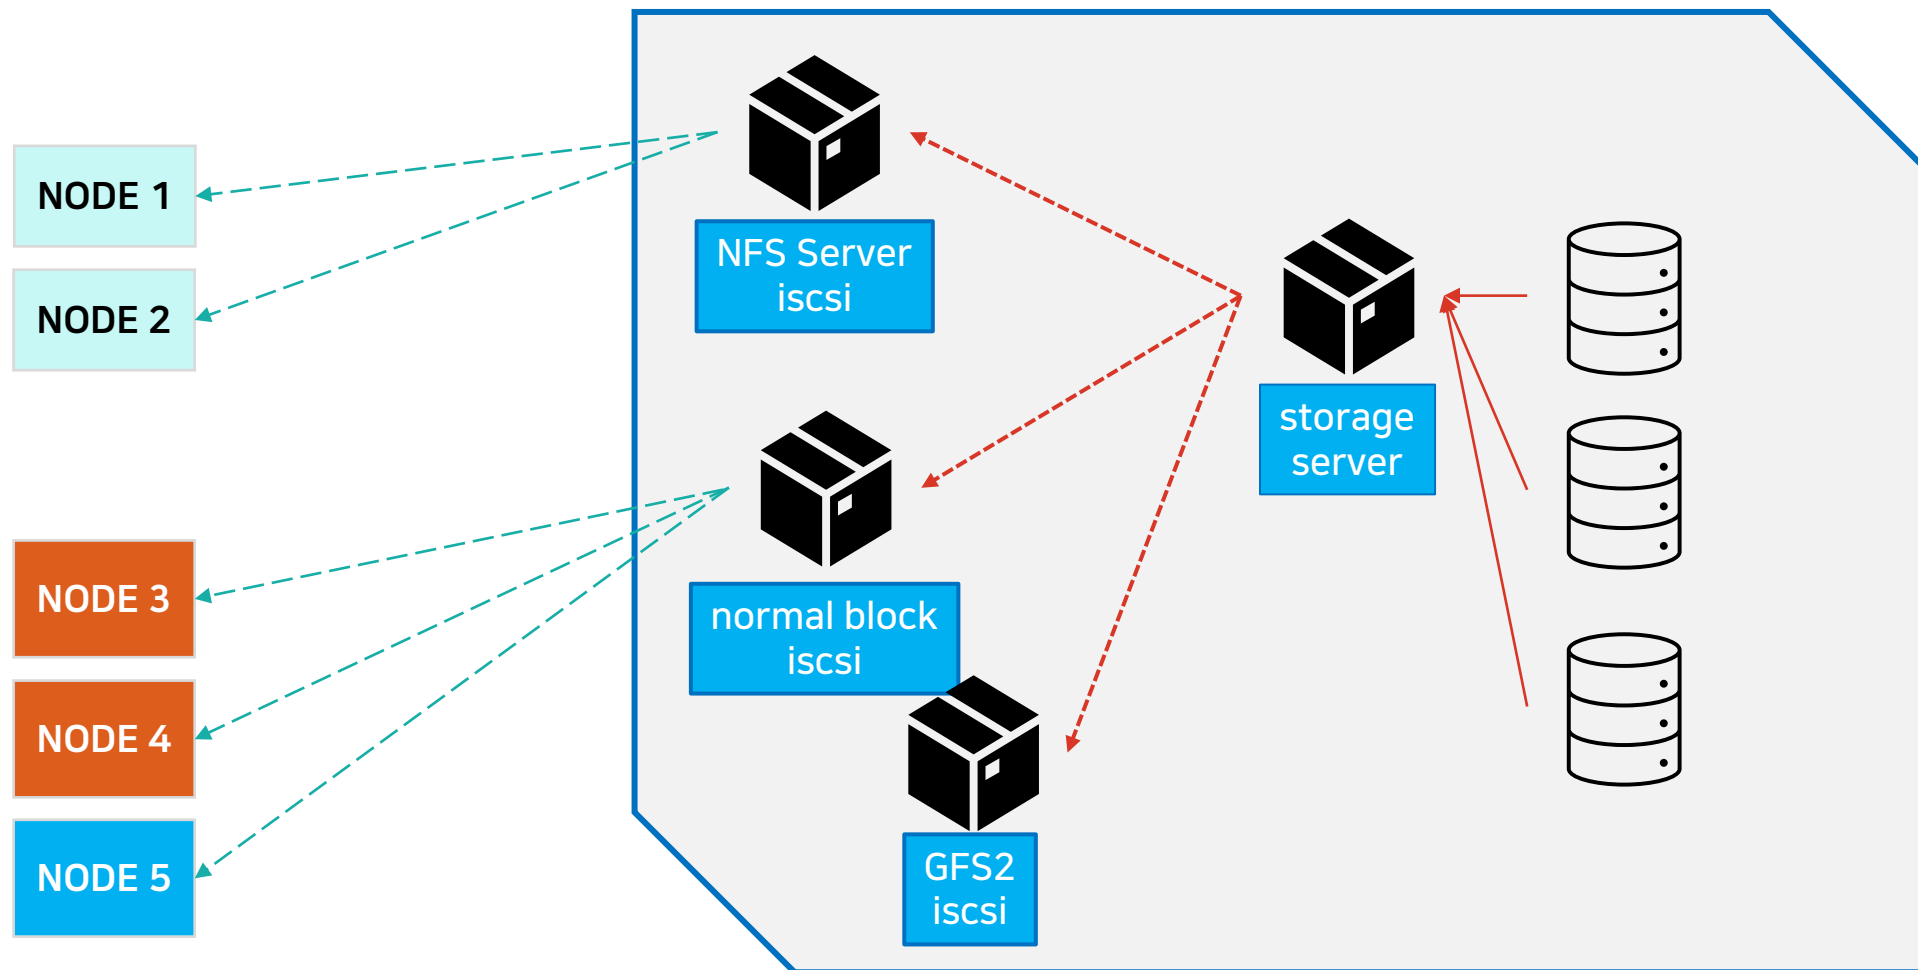 NODE 1
NODE 2
NODE 3
NODE 4
NODE 5
NFS Server
iscsi
normal block
iscsi
GFS2
iscsi
storage
server